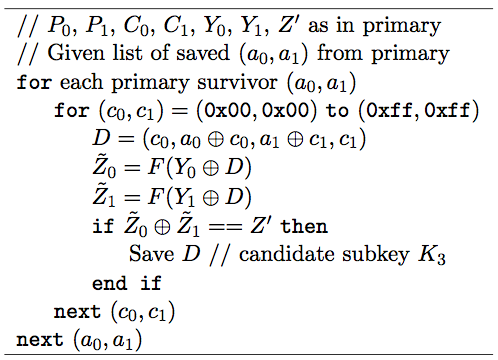 // P₀, P₁, C₀, C₁, Y₀, Y₁, Z′ as in primary
// Given list of saved (a₀, a₁) from primary
for each primary survivor (a₀, a₁)
for (c₀, c₁) = (0x00, 0x00) to (0xff, 0xff)
D = (c₀, a₀ ⊕ c₀, a₁ ⊕ c₁, c₁)
Z̃₀ = F(Y₀ ⊕ D)
Z̃₁ = F(Y₁ ⊕ D)
if Z̃₀ ⊕ Z̃₁ == Z′ then
Save D // candidate subkey K₃
end if
next (c₀, c₁)
next (a₀, a₁)